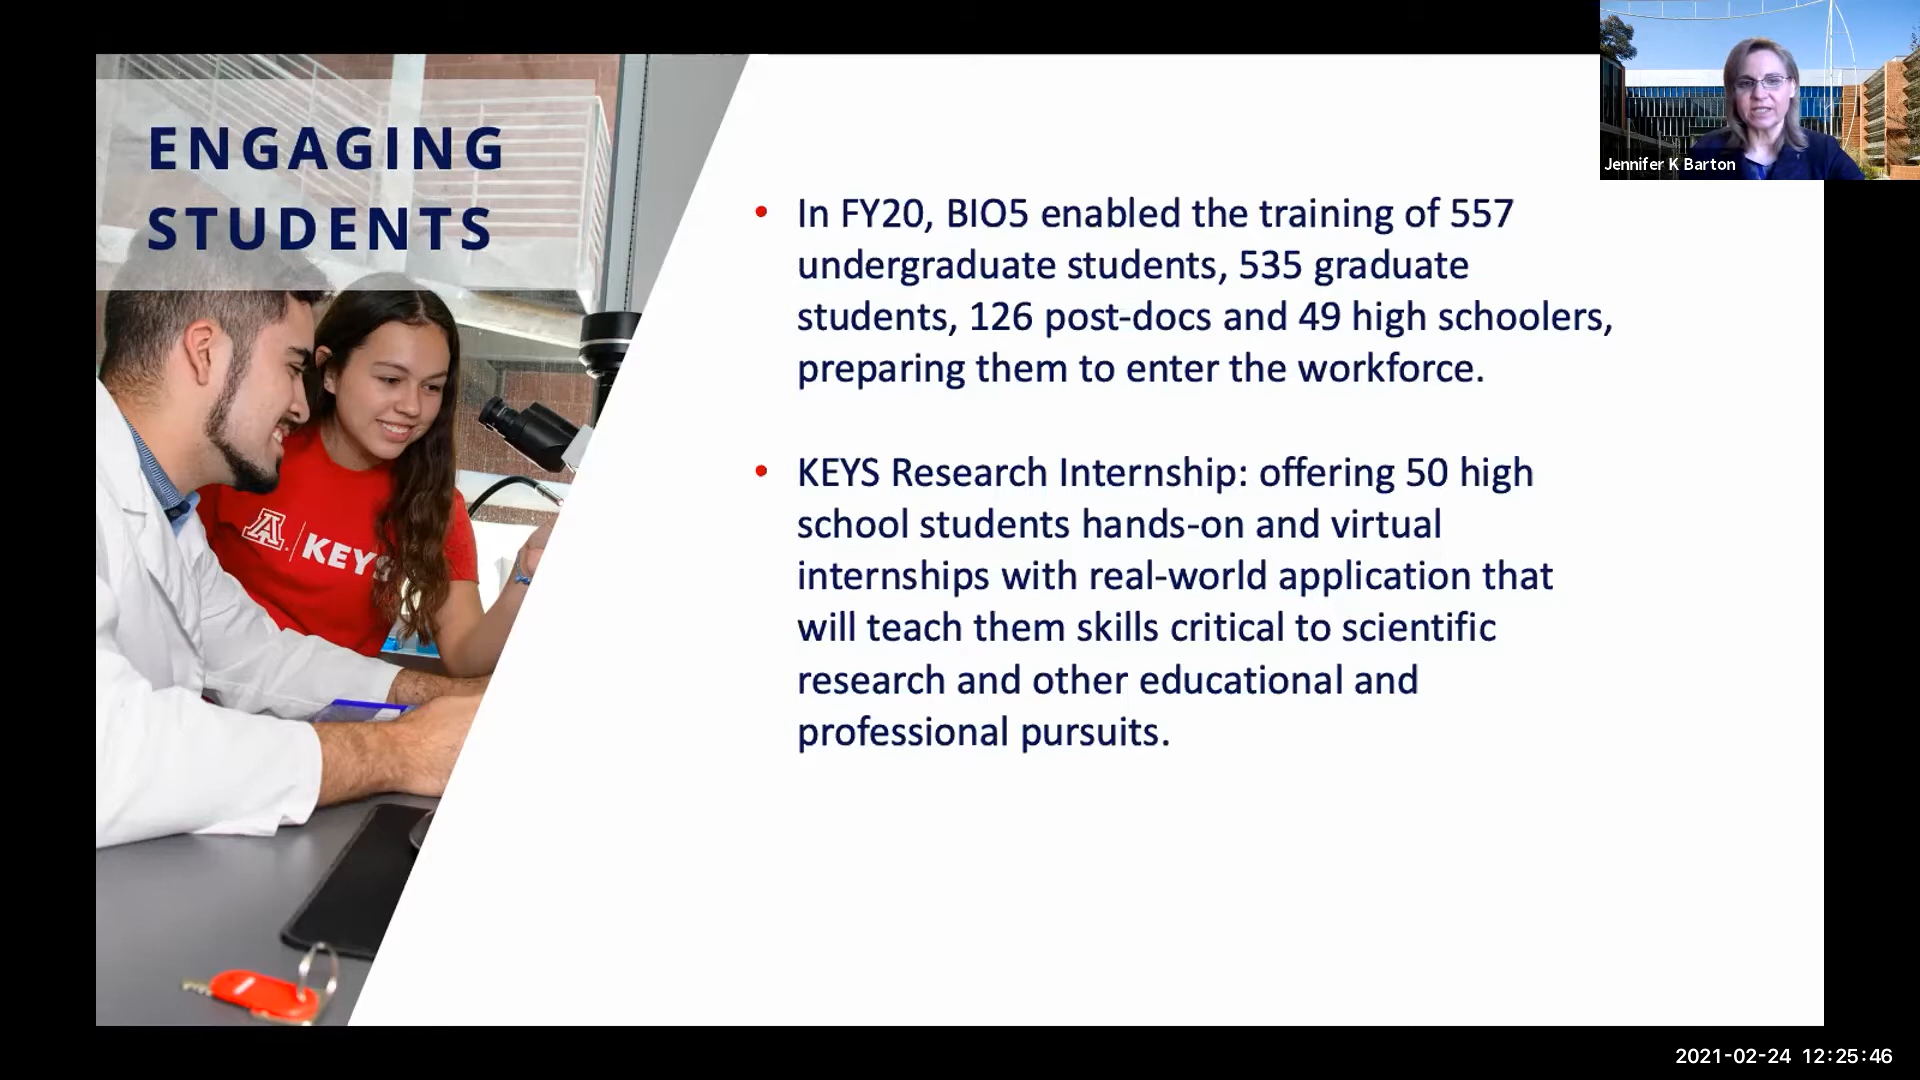 ENGAGING
STUDENTS
Jennifer K Barton
• In FY20, BIO5 enabled the training of 557
undergraduate students, 535 graduate
students, 126 post-docs and 49 high schoolers,
preparing them to enter the workforce.
• KEYS Research Internship: offering 50 high
school students hands-on and virtual
internships with real-world application that
will teach them skills critical to scientific
research and other educational and
professional pursuits.
A KEYS
2021-02-24 12:25:46